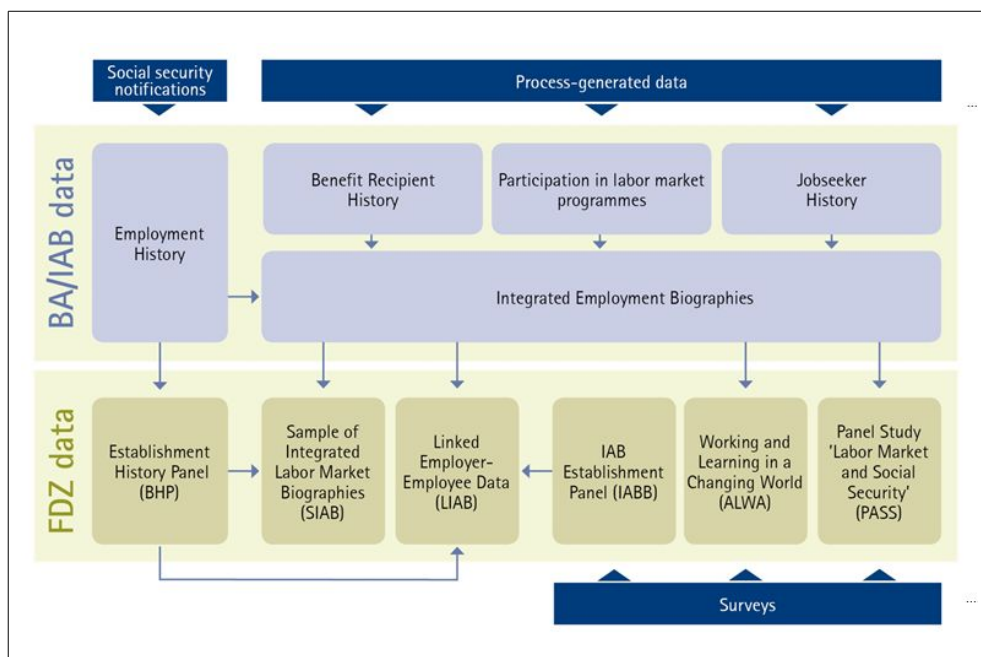 Social security
notifications
Process-generated data
...
BA/IAB data
Employment
History
Benefit Recipient
History
Participation in labor market
programmes
Jobseeker
History
Integrated Employment Biographies
FDZ data
Establishment
History Panel
(BHP)
Sample of
Integrated
Labor Market
Biographies
(SIAB)
Linked
Employer-
Employee Data
(LIAB)
IAB
Establishment
Panel (IABB)
Working and
Learning in a
Changing World
(ALWA)
Panel Study
'Labor Market
and Social
Security'
(PASS)
Surveys
...